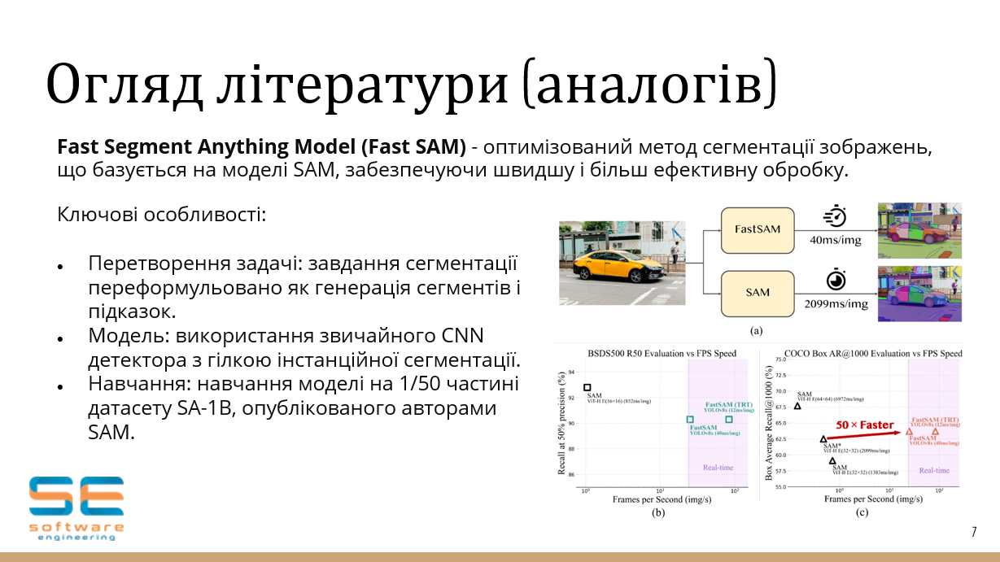 Огляд літератури (аналогів)
Fast Segment Anything Model (Fast SAM) - оптимізований метод сегментації зображень,
що базується на моделі SAM, забезпечуючи швидшу і більш ефективну обробку.
Ключові особливості:
● Перетворення задачі: завдання сегментації
переформульовано як генерація сегментів і
підказок.
● Модель: використання звичайного CNN
детектора з гілкою інстанційної сегментації.
● Навчання: навчання моделі на 1/50 частині
датасету SA-1B, опублікованого авторами
SAM.
FastSAM
40ms/img
SAM
2099ms/img
(a)
BSDS500 R50 Evaluation vs FPS Speed
Recall at 50% precision (%)
94
92
90
88
86
SAM
ViT-H E(16×16) (852ms/img)
FastSAM (TRT)
YOLOv8x (12ms/img)
FastSAM
YOLOv8x (40ms/img)
Real-time
10⁰ 10¹ 10²
Frames per Second (img/s)
(b)
COCO Box AR@1000 Evaluation vs FPS Speed
Box Average Recall@1000 (%)
75.0
72.5
70.0
67.5
65.0
62.5
60.0
57.5
55.0
SAM
ViT-H E(64×64) (6972ms/img)
50 × Faster
FastSAM (TRT)
YOLOv8x (12ms/img)
SAM*
ViT-H E(32×32) (2099ms/img)
FastSAM
YOLOv8x (40ms/img)
SAM
ViT-B E(32×32) (1383ms/img)
Real-time
10⁰ 10¹ 10²
Frames per Second (img/s)
(c)
SE
software
engineering
7